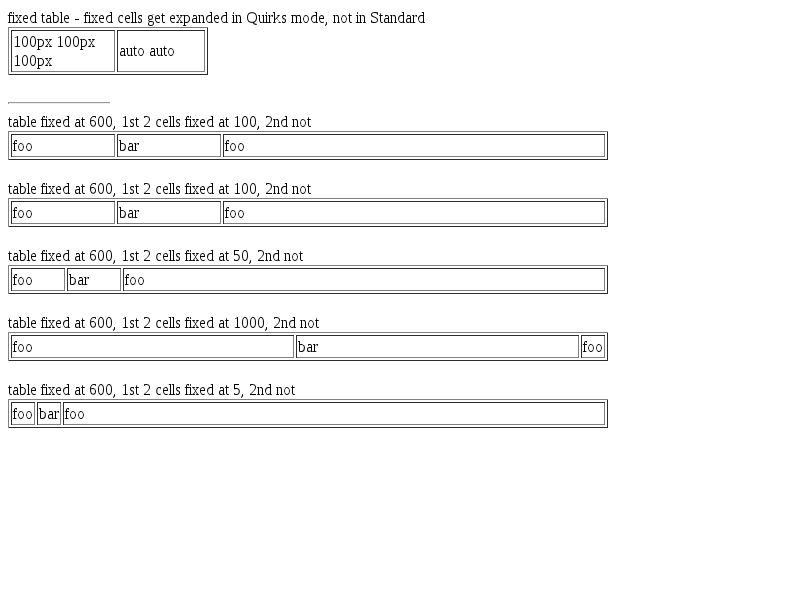 fixed table - fixed cells get expanded in Quirks mode, not in Standard
100px 100px
100px
auto auto
table fixed at 600, 1st 2 cells fixed at 100, 2nd not
foo bar foo
table fixed at 600, 1st 2 cells fixed at 100, 2nd not
foo bar foo
table fixed at 600, 1st 2 cells fixed at 50, 2nd not
foo bar foo
table fixed at 600, 1st 2 cells fixed at 1000, 2nd not
foo bar foo
table fixed at 600, 1st 2 cells fixed at 5, 2nd not
foo bar foo